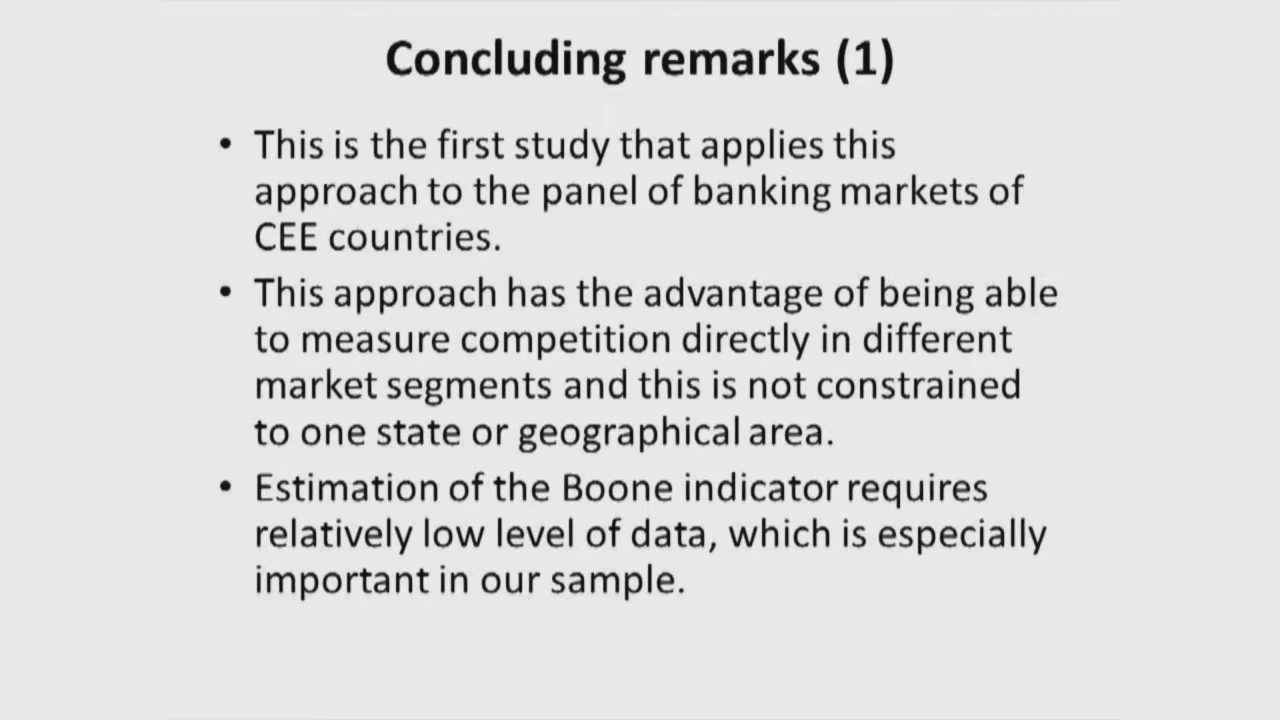 Concluding remarks (1)
• This is the first study that applies this
approach to the panel of banking markets of
CEE countries.
• This approach has the advantage of being able
to measure competition directly in different
market segments and this is not constrained
to one state or geographical area.
• Estimation of the Boone indicator requires
relatively low level of data, which is especially
important in our sample.